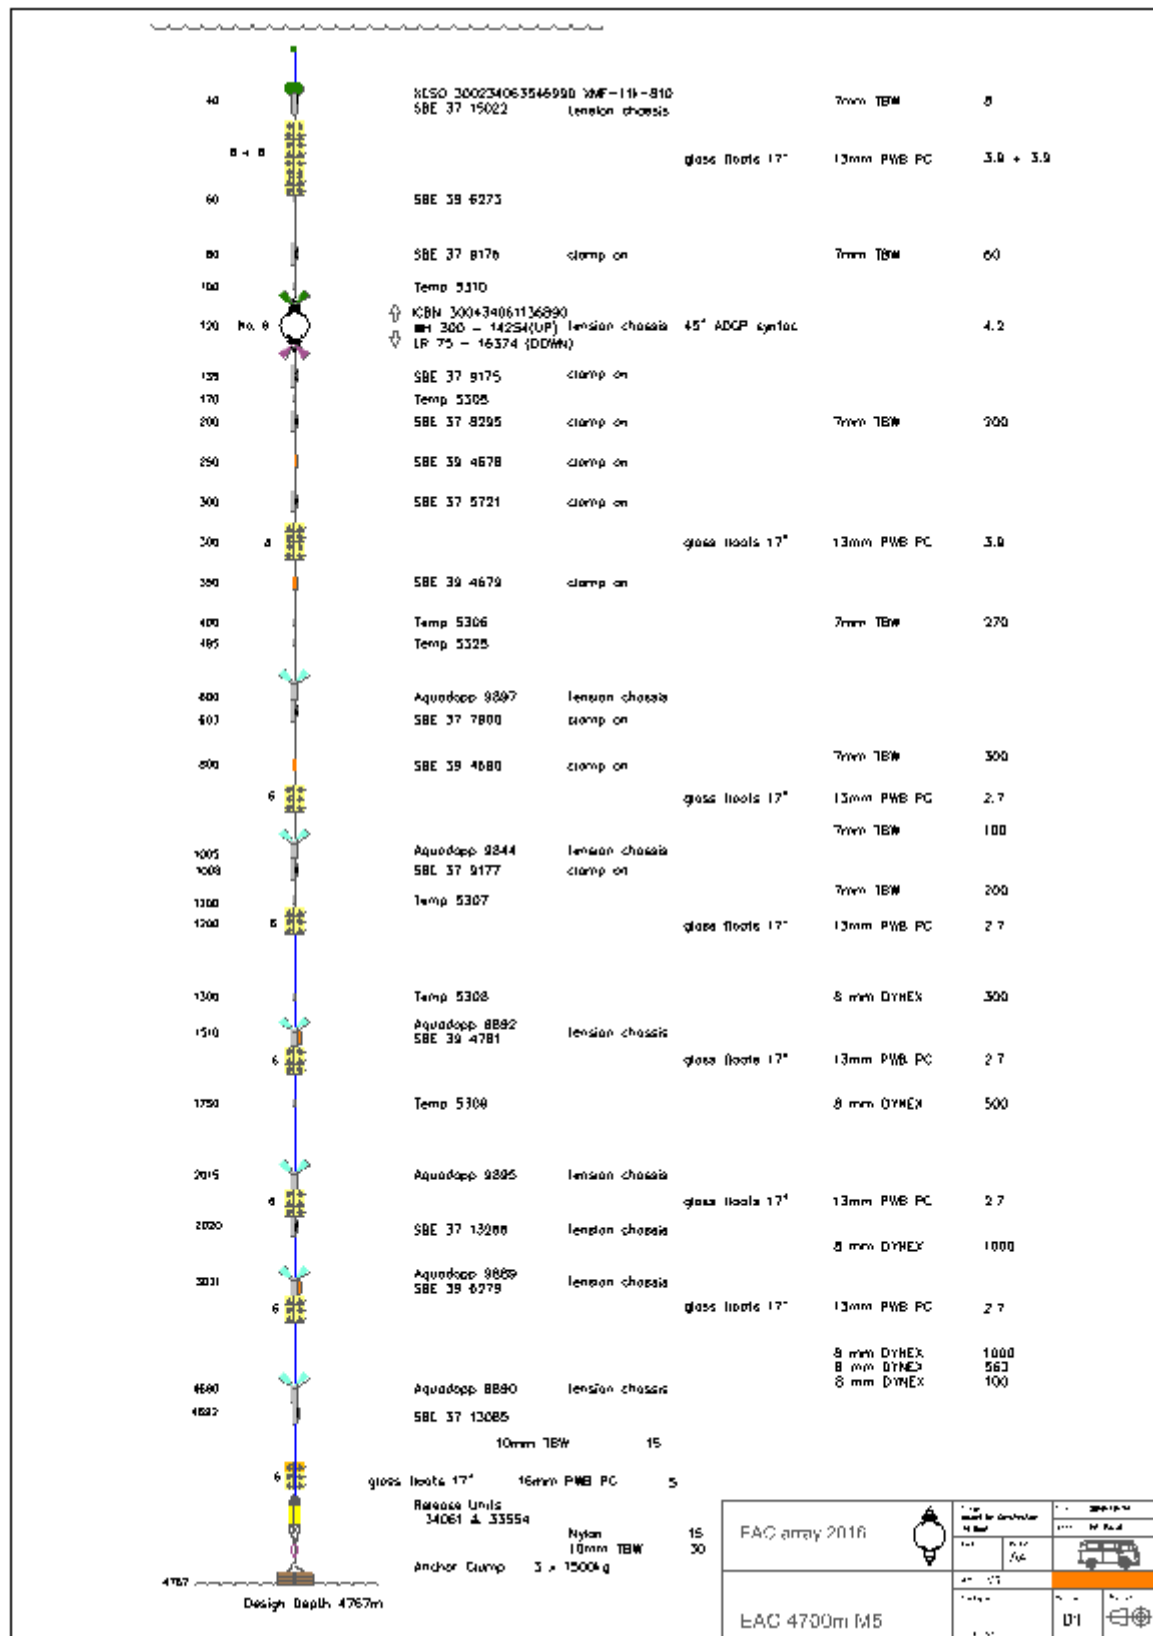 40 XESO 300234063546990 XMF-11k-810
SBE 37 15022 tension chassis 7mm TBW 8
8 + 8 glass floats 17" 13mm PWB PC 3.9 + 3.9
60 SBE 39 6273
80 SBE 37 9176 clamp on 7mm TBW 60
100 Temp 5310
ICBN 300434061136890
120 No. 8 WH 300 - 14254(UP) tension chassis 45" ADCP syntac 4.2
LR 75 - 16374 (DOWN)
SBE 37 9175 clamp on
170 Temp 5305
200 SBE 37 8295 clamp on 7mm TBW 200
250 SBE 39 4678 clamp on
300 SBE 37 5721 clamp on
300 8 glass floats 17" 13mm PWB PC 3.9
350 SBE 39 4679 clamp on
400 Temp 5306 7mm TBW 270
485 Temp 5325
600 Aquadopp 9897 tension chassis
603 SBE 37 7800 clamp on
7mm TBW 300
800 SBE 39 4680 clamp on
6 glass floats 17" 13mm PWB PC 2.7
7mm TBW 100
1005 Aquadopp 9844 tension chassis
1008 SBE 37 9177 clamp on
7mm TBW 200
Temp 5307
1200 6 glass floats 17" 13mm PWB PC 2.7
1300 Temp 5308 8 mm DYNEX 300
Aquadopp 8892
1510 SBE 39 4781 tension chassis
6 glass floats 17" 13mm PWB PC 2.7
1750 Temp 5309 8 mm DYNEX 500
2015 Aquadopp 9895 tension chassis
6 glass floats 17" 13mm PWB PC 2.7
2020 SBE 37 tension chassis
8 mm DYNEX 1000
Aquadopp 9889
3031 SBE 39 6279 tension chassis
6 glass floats 17" 13mm PWB PC 2.7
8 mm DYNEX 1000
8 mm DYNEX 563
8 mm DYNEX 100
Aquadopp 8890 tension chassis
SBE 37 13085
10mm TBW 15
6 glass floats 17" 16mm PWB PC 5
Release Units
34061 & 33554
Nylon 15
10mm TBW 30
Anchor Clump 3 x 1500kg
4767
Design Depth 4767m
EAC array 2016
EAC 4700m M5
D1